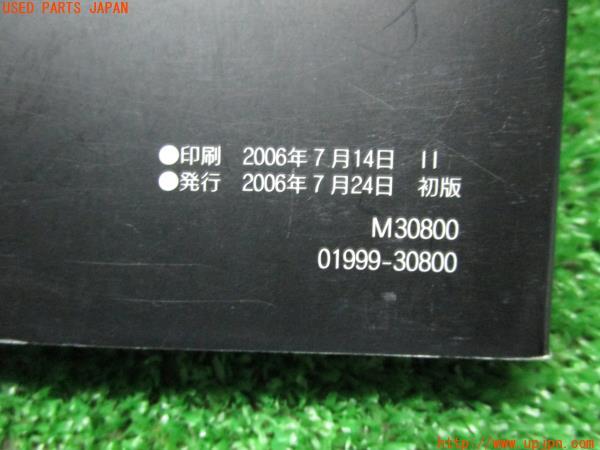 USED PARTS JAPAN
●印刷 2006年7月14日 II
●発行 2006年7月24日 初版
M30800
01999-30800
http://www.upjpm.com